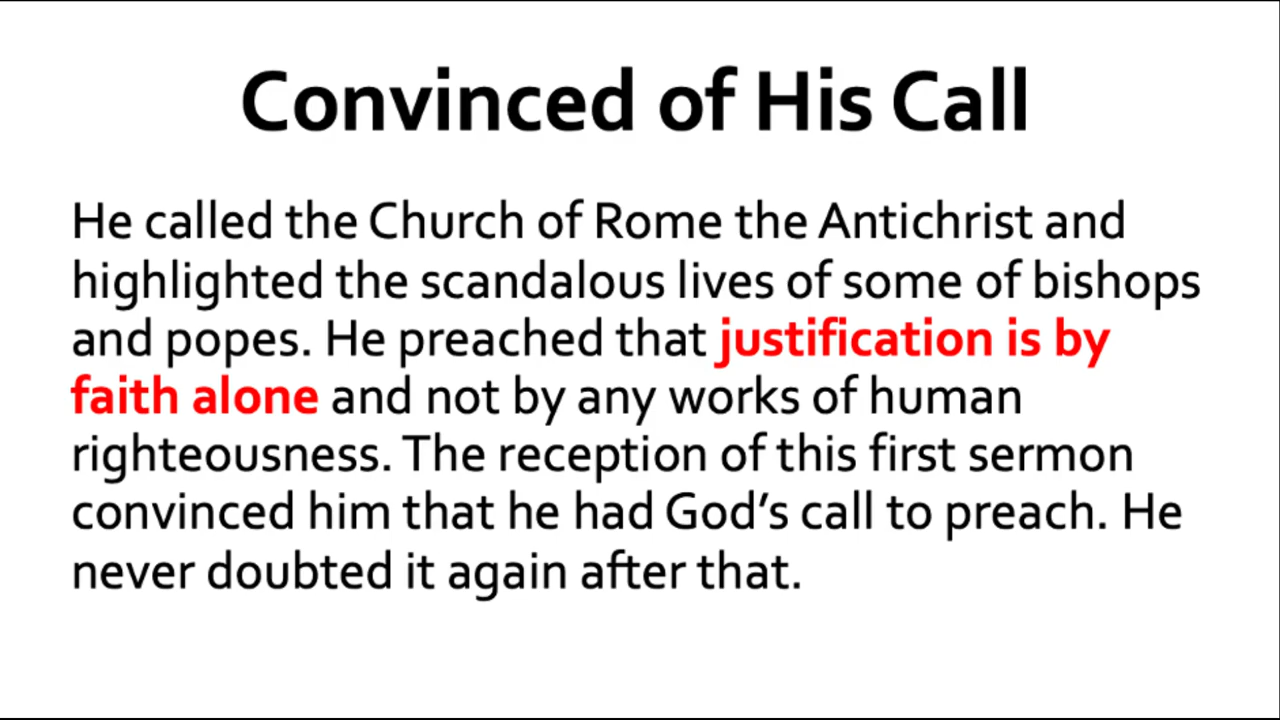 Convinced of His Call
He called the Church of Rome the Antichrist and
highlighted the scandalous lives of some of bishops
and popes. He preached that justification is by
faith alone and not by any works of human
righteousness. The reception of this first sermon
convinced him that he had God’s call to preach. He
never doubted it again after that.